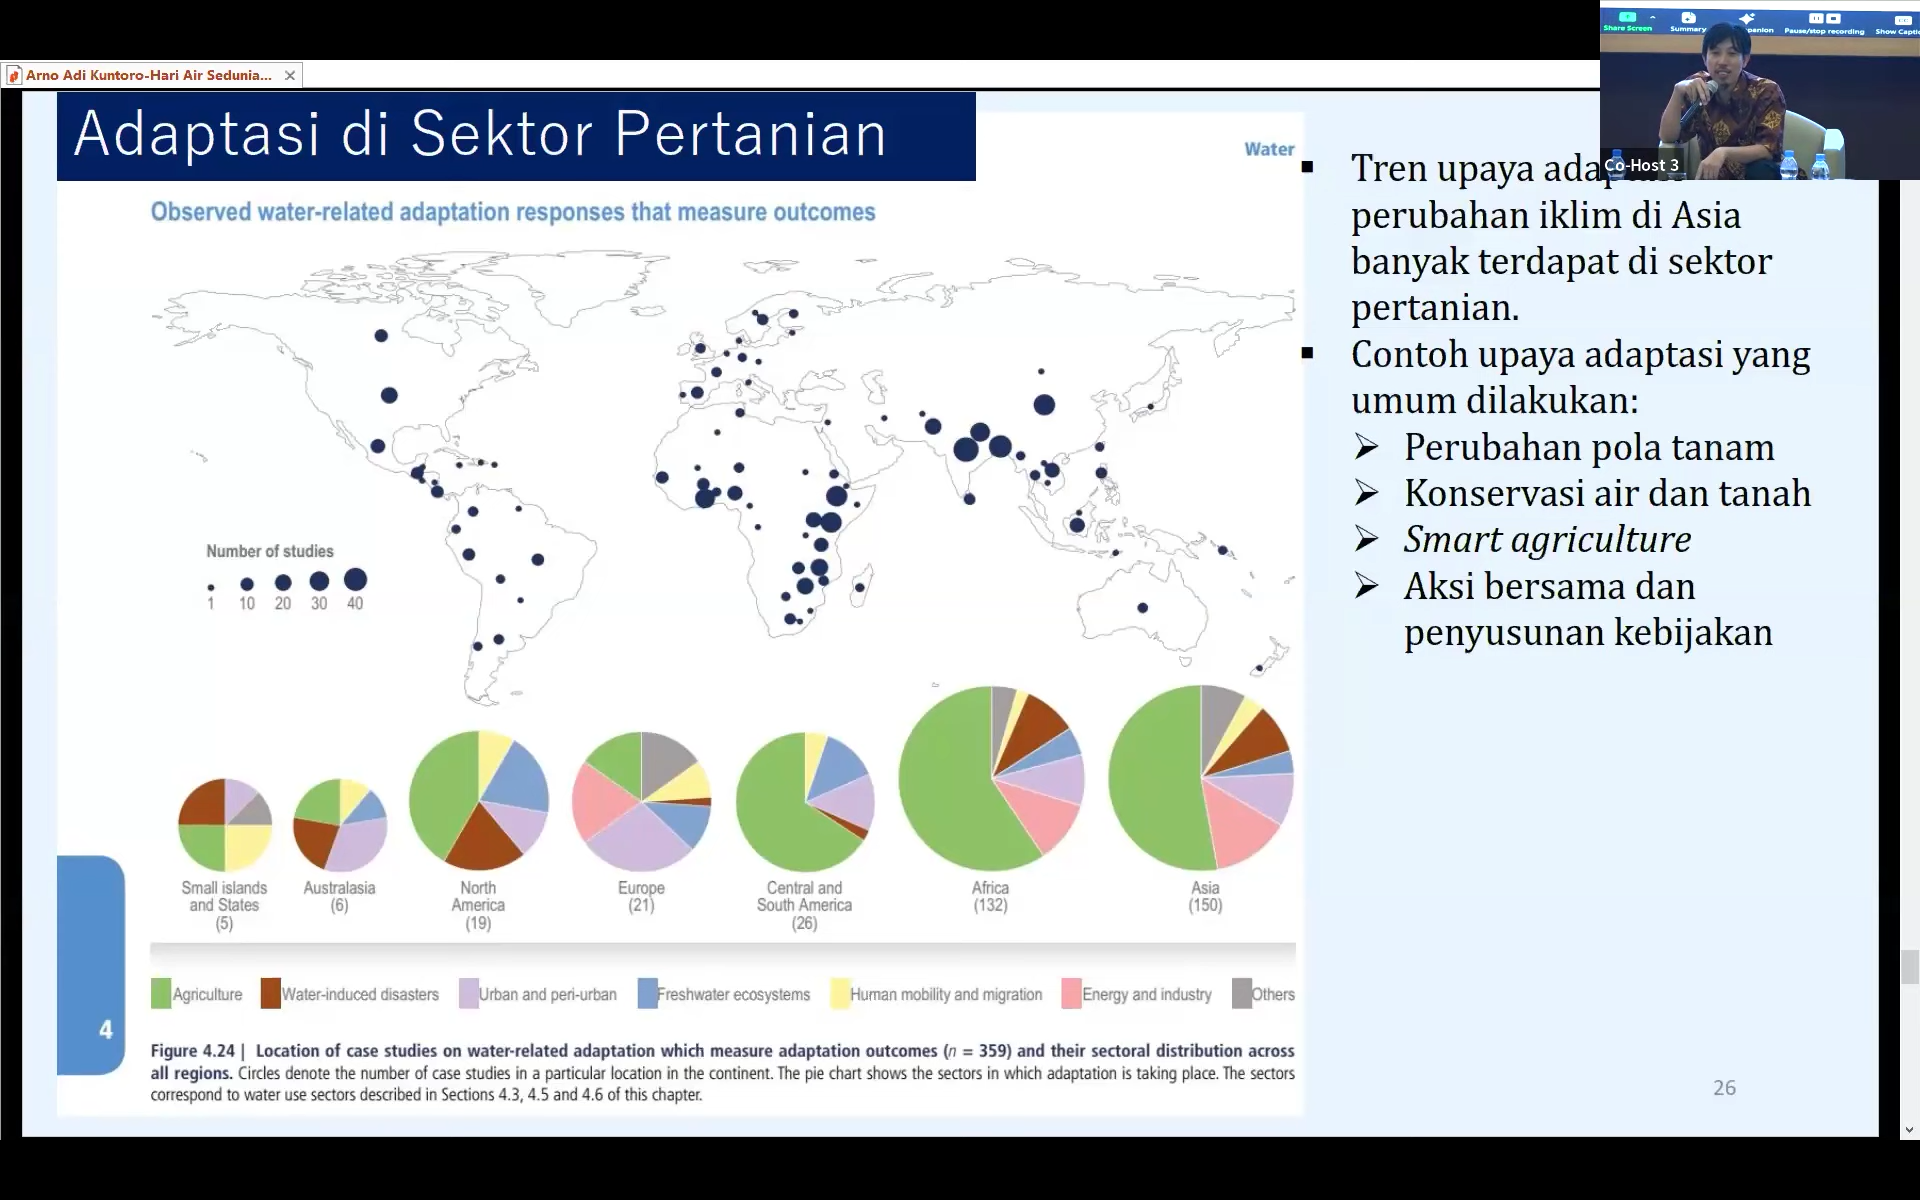 Share Screen
Summary
Pause/stop recording
Arno Adi Kuntoro-Hari Air Sedunia...
Co-Host 3
Adaptasi di Sektor Pertanian
Water
Observed water-related adaptation responses that measure outcomes
Number of studies
1 10 20 30 40
Small islands
and States
(5)
Australasia
(6)
North
America
(19)
Europe
(21)
Central and
South America
(26)
Africa
(132)
Asia
(150)
Agriculture
Water-induced disasters
Urban and peri-urban
Freshwater ecosystems
Human mobility and migration
Energy and industry
Others
4
Figure 4.24 | Location of case studies on water-related adaptation which measure adaptation outcomes (n = 359) and their sectoral distribution across
all regions. Circles denote the number of case studies in a particular location in the continent. The pie chart shows the sectors in which adaptation is taking place. The sectors
correspond to water use sectors described in Sections 4.3, 4.5 and 4.6 of this chapter.
▪ Tren upaya
perubahan iklim di Asia
banyak terdapat di sektor
pertanian.
▪ Contoh upaya adaptasi yang
umum dilakukan:
➢ Perubahan pola tanam
➢ Konservasi air dan tanah
➢ Smart agriculture
➢ Aksi bersama dan
penyusunan kebijakan
26